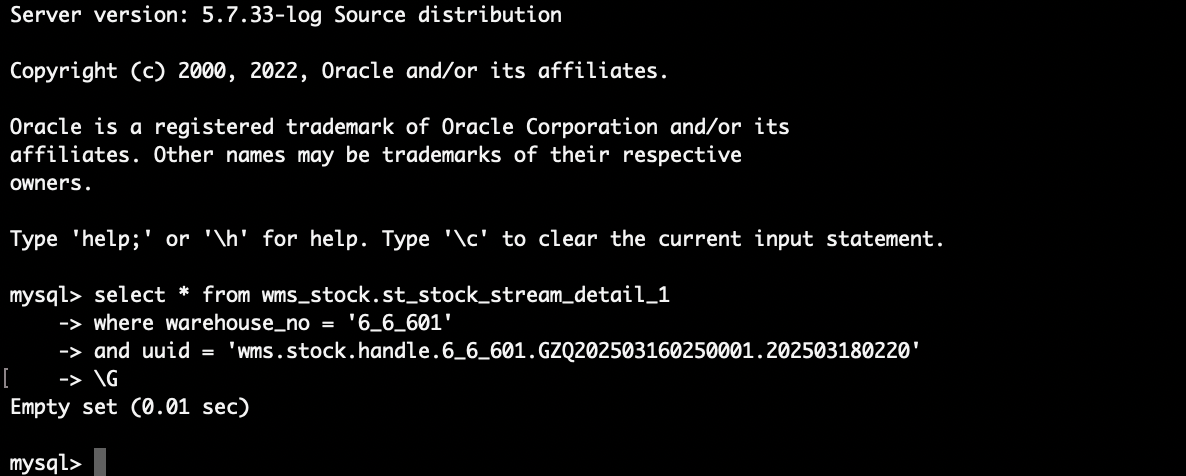 Server version: 5.7.33-log Source distribution
Copyright (c) 2000, 2022, Oracle and/or its affiliates.
Oracle is a registered trademark of Oracle Corporation and/or its
affiliates. Other names may be trademarks of their respective
owners.
Type 'help;' or '\h' for help. Type '\c' to clear the current input statement.
mysql> select * from wms_stock.st_stock_stream_detail_1
    -> where warehouse_no = '6_6_601'
    -> and uuid = 'wms.stock.handle.6_6_601.GZQ202503160250001.202503180220'
[    -> \G
Empty set (0.01 sec)
mysql>